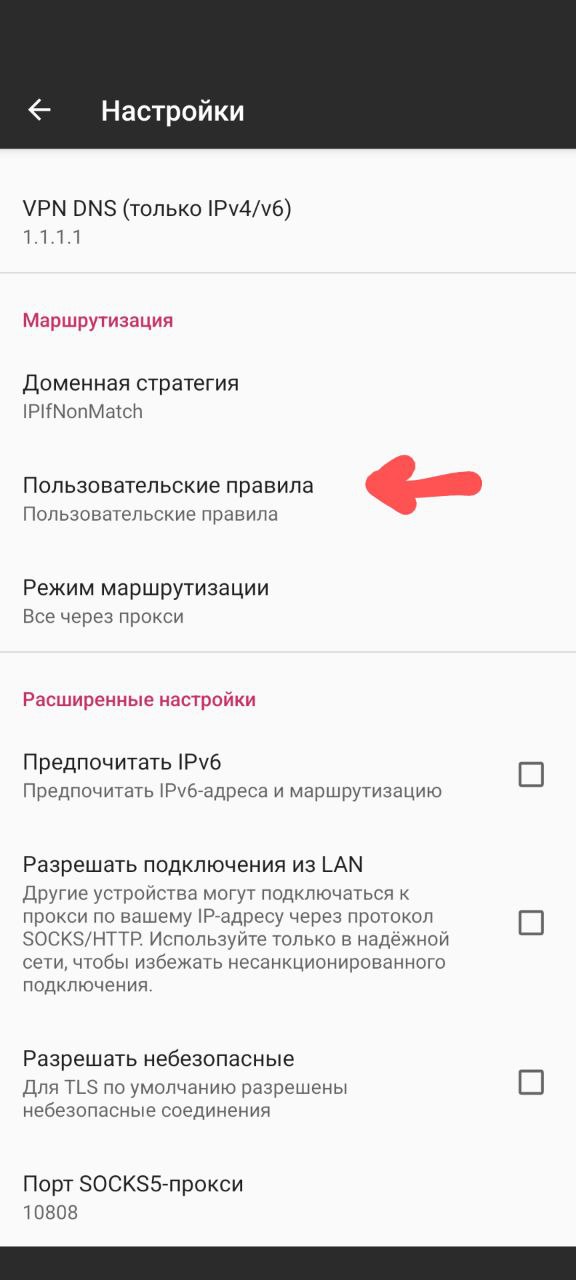 Настройки
VPN DNS (только IPv4/v6)
1.1.1.1
Маршрутизация
Доменная стратегия
IPIfNonMatch
Пользовательские правила
Пользовательские правила
Режим маршрутизации
Все через прокси
Расширенные настройки
Предпочитать IPv6
Предпочитать IPv6-адреса и маршрутизацию
Разрешать подключения из LAN
Другие устройства могут подключаться к
прокси по вашему IP-адресу через протокол
SOCKS/HTTP. Используйте только в надёжной
сети, чтобы избежать несанкционированного
подключения.
Разрешать небезопасные
Для TLS по умолчанию разрешены
небезопасные соединения
Порт SOCKS5-прокси
10808